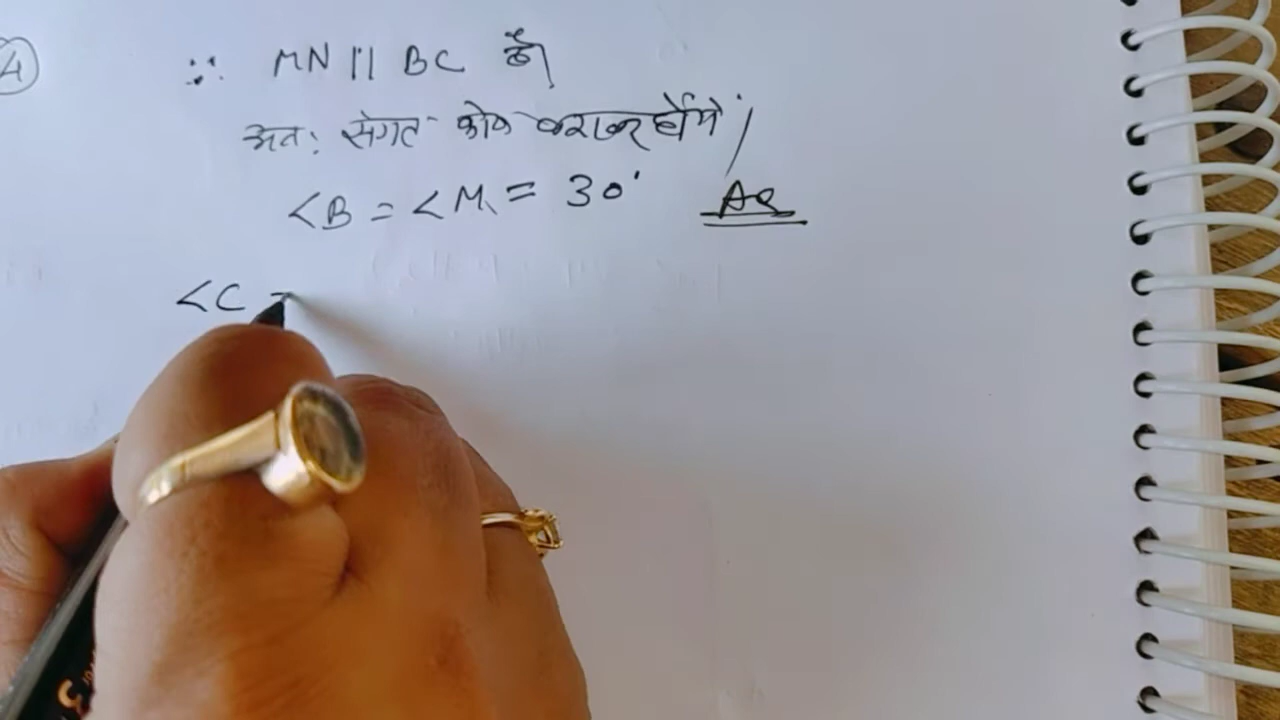 4
∵ MN || BC है।
अतः संगत कोण बराबर होंगे।
<B = <M = 30° Ans
<C =